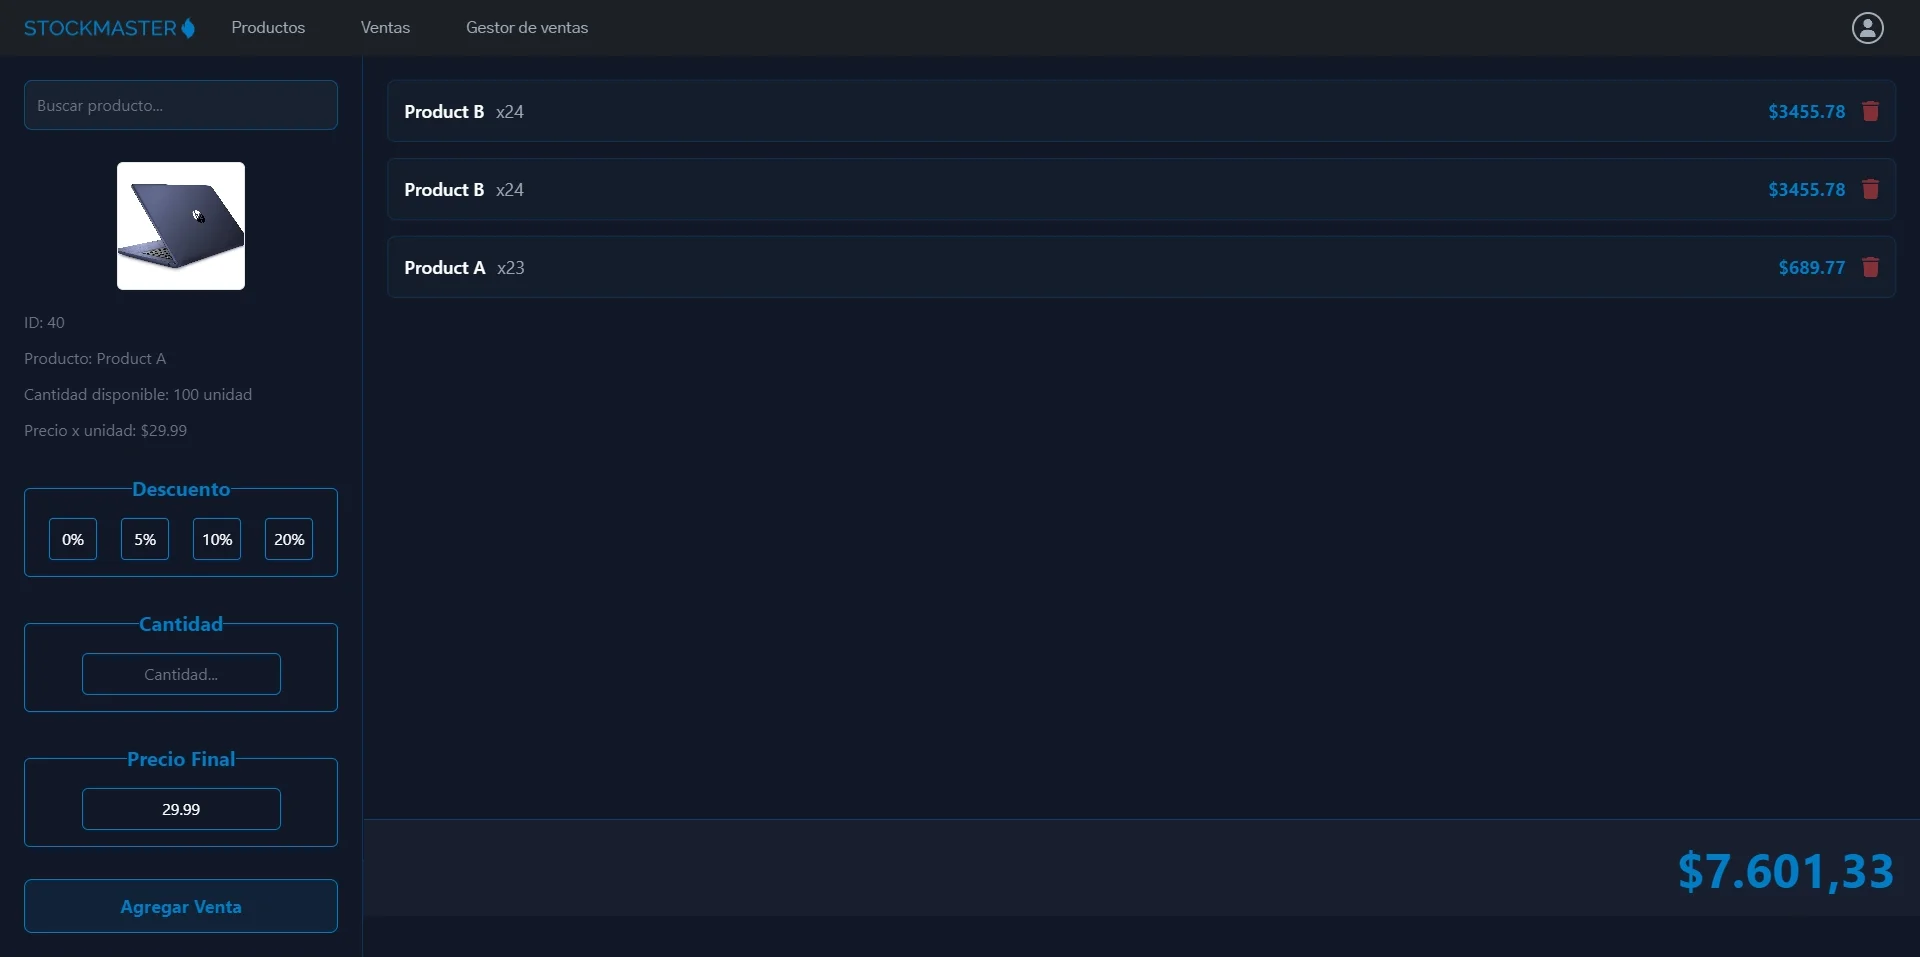 STOCKMASTER Productos Ventas Gestor de ventas
Buscar producto...
ID: 40
Producto: Product A
Cantidad disponible: 100 unidad
Precio x unidad: $29.99
Descuento
0% 5% 10% 20%
Cantidad
Cantidad...
Precio Final
29.99
Agregar Venta
Product B x24 $3455.78
Product B x24 $3455.78
Product A x23 $689.77
$7.601,33